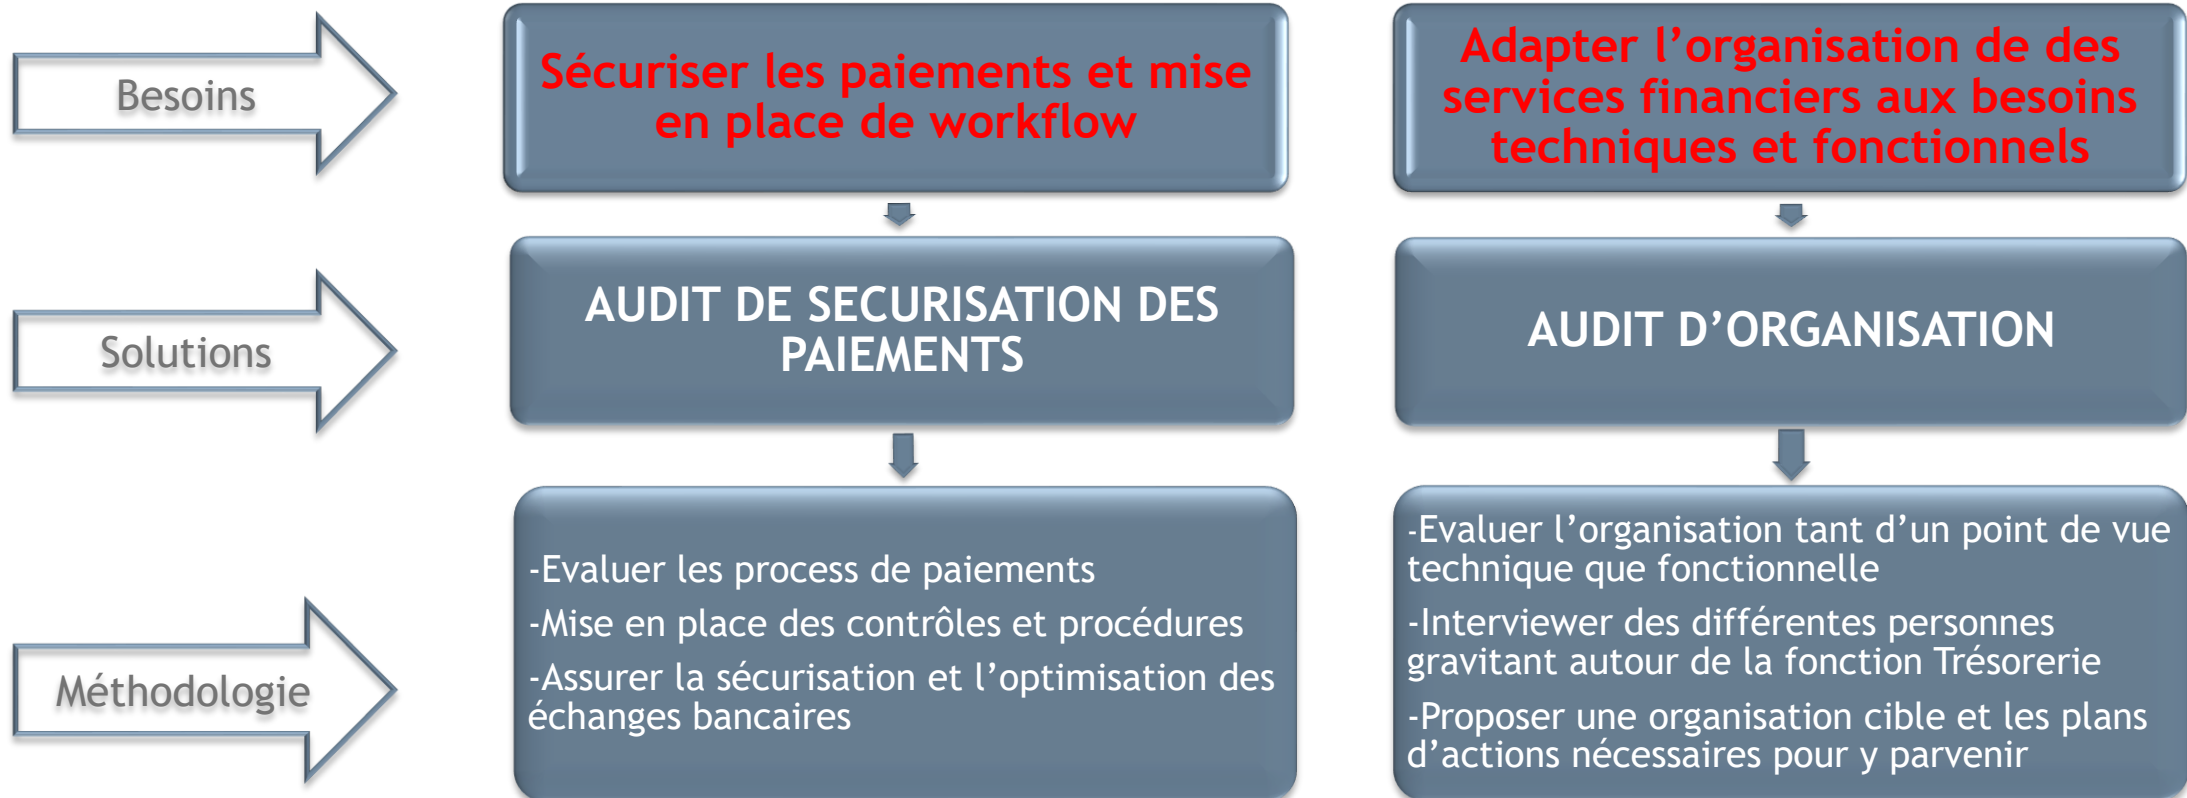 Besoins
Sécuriser les paiements et mise
en place de workflow
Adapter l’organisation de des
services financiers aux besoins
techniques et fonctionnels
Solutions
AUDIT DE SECURISATION DES
PAIEMENTS
AUDIT D’ORGANISATION
Méthodologie
-Evaluer les process de paiements
-Mise en place des contrôles et procédures
-Assurer la sécurisation et l’optimisation des
échanges bancaires
-Evaluer l’organisation tant d’un point de vue
technique que fonctionnelle
-Interviewer des différentes personnes
gravitant autour de la fonction Trésorerie
-Proposer une organisation cible et les plans
d’actions nécessaires pour y parvenir